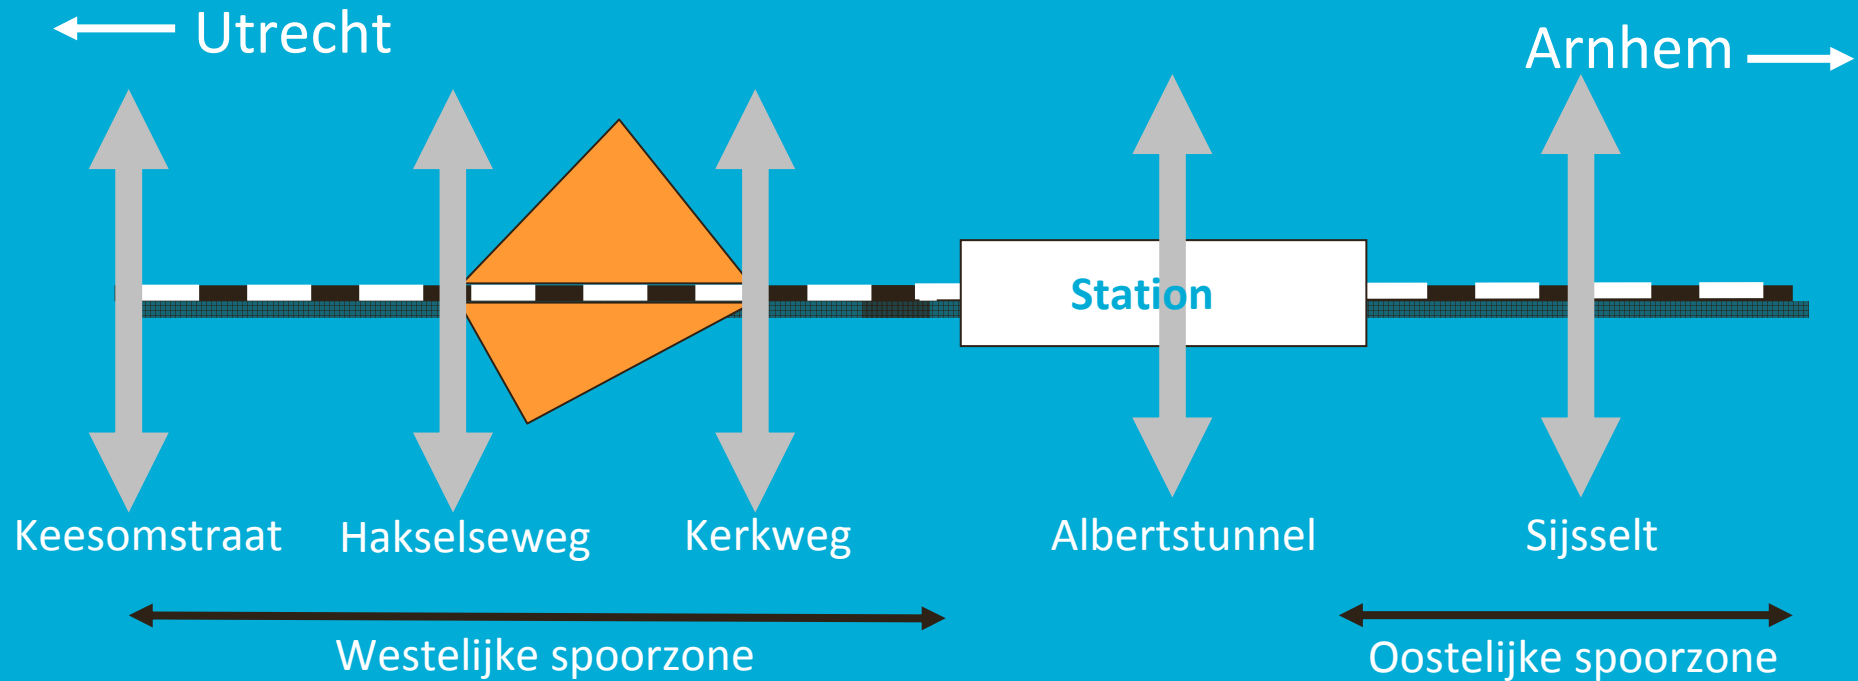 Utrecht
Arnhem
Station
Keesomstraat
Hakselseweg
Kerkweg
Albertstunnel
Sijsselt
Westelijke spoorzone
Oostelijke spoorzone